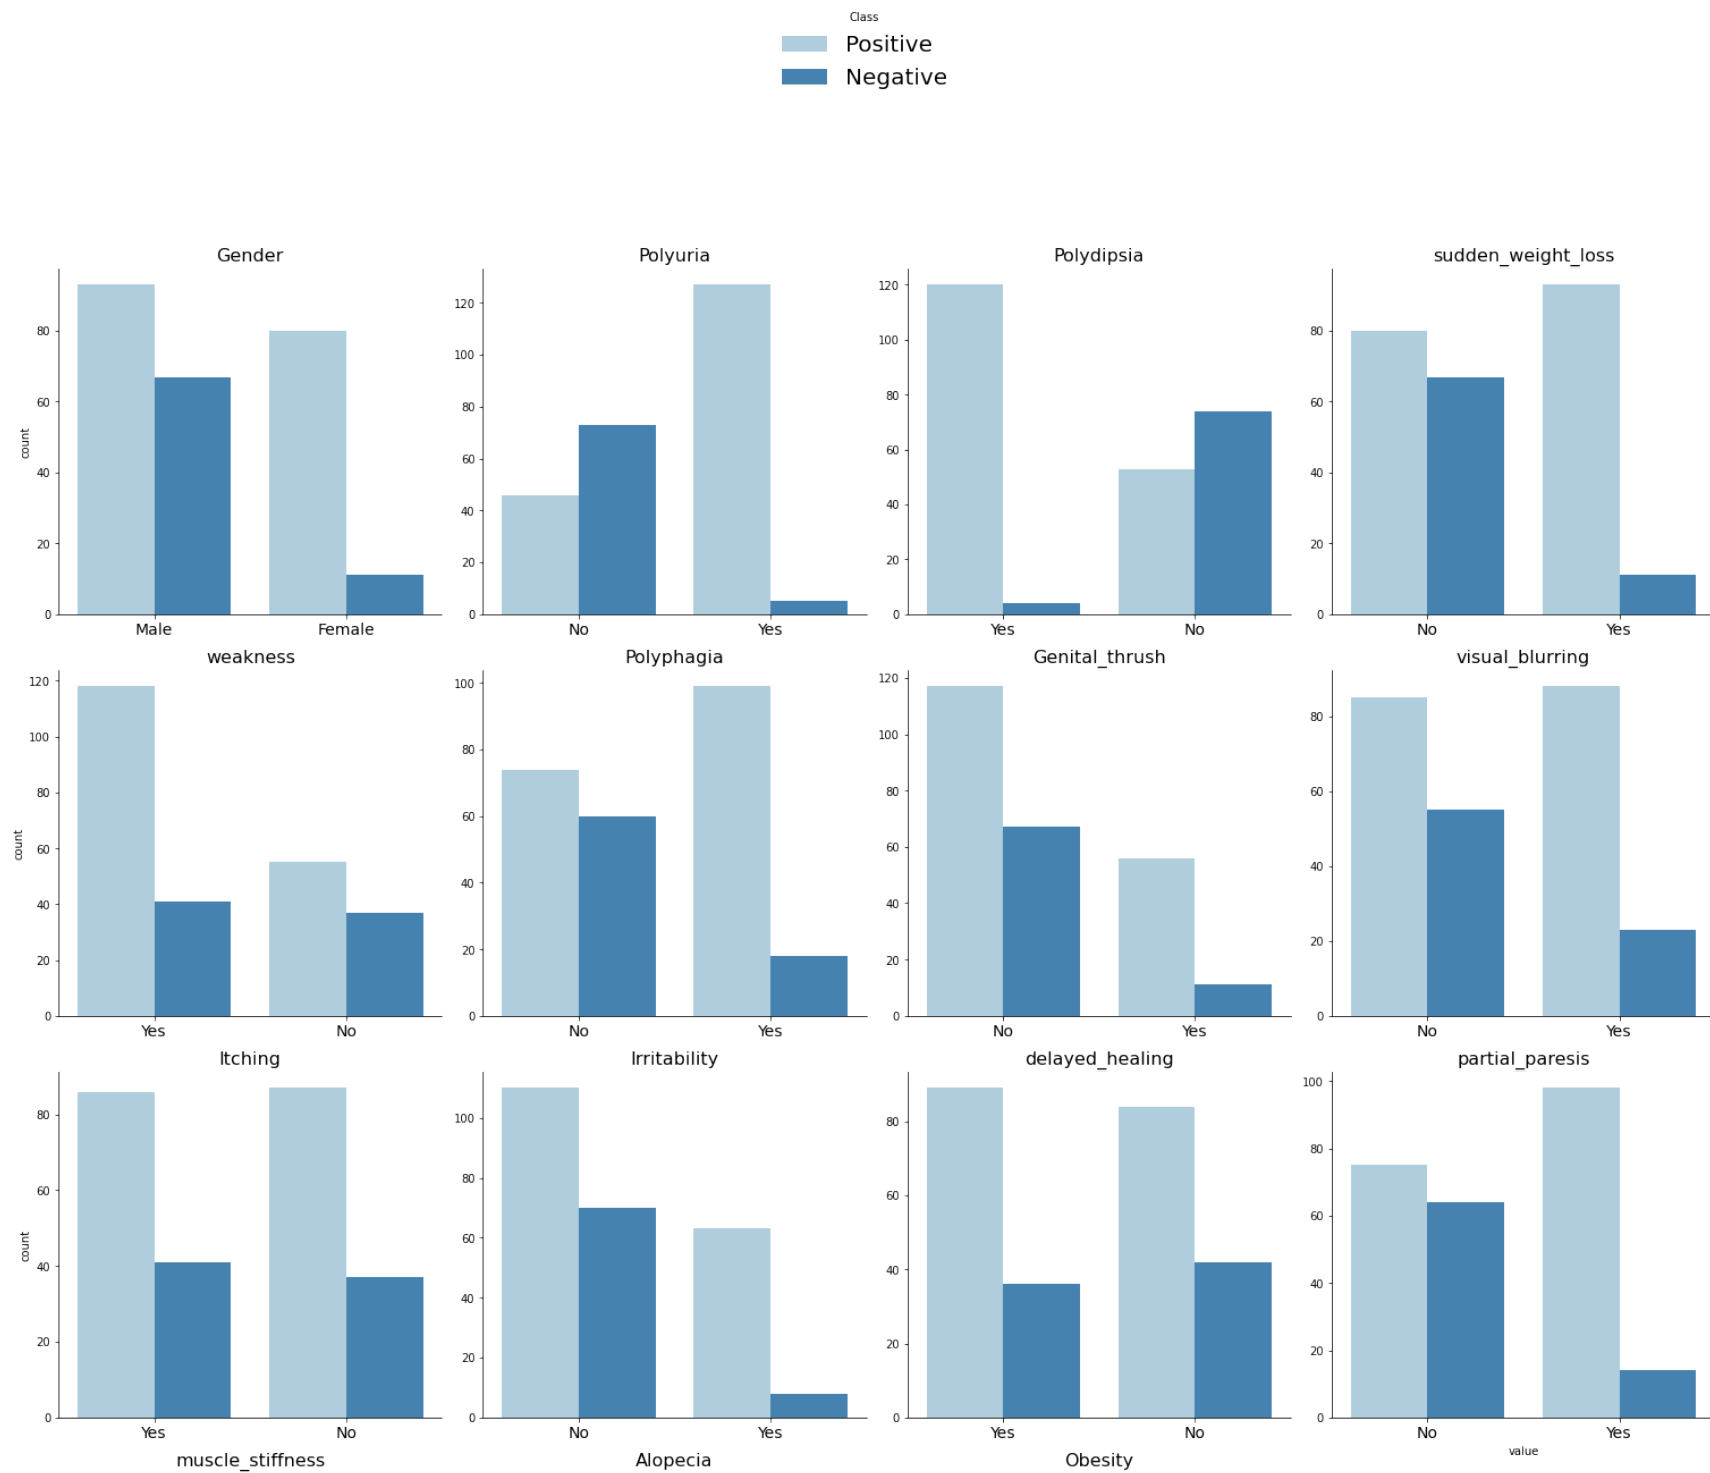 Class
Positive
Negative
Gender
80
60
40
20
0
count
Male Female
Polyuria
120
100
80
60
40
20
0
No Yes
Polydipsia
120
100
80
60
40
20
0
Yes No
sudden_weight_loss
80
60
40
20
0
No Yes
weakness
120
100
80
60
40
20
0
count
Yes No
Polyphagia
100
80
60
40
20
0
No Yes
Genital_thrush
120
100
80
60
40
20
0
No Yes
visual_blurring
80
60
40
20
0
No Yes
Itching
80
60
40
20
0
count
Yes No
Irritability
100
80
60
40
20
0
No Yes
delayed_healing
80
60
40
20
0
Yes No
partial_paresis
100
80
60
40
20
0
No Yes
value
muscle_stiffness
Alopecia
Obesity